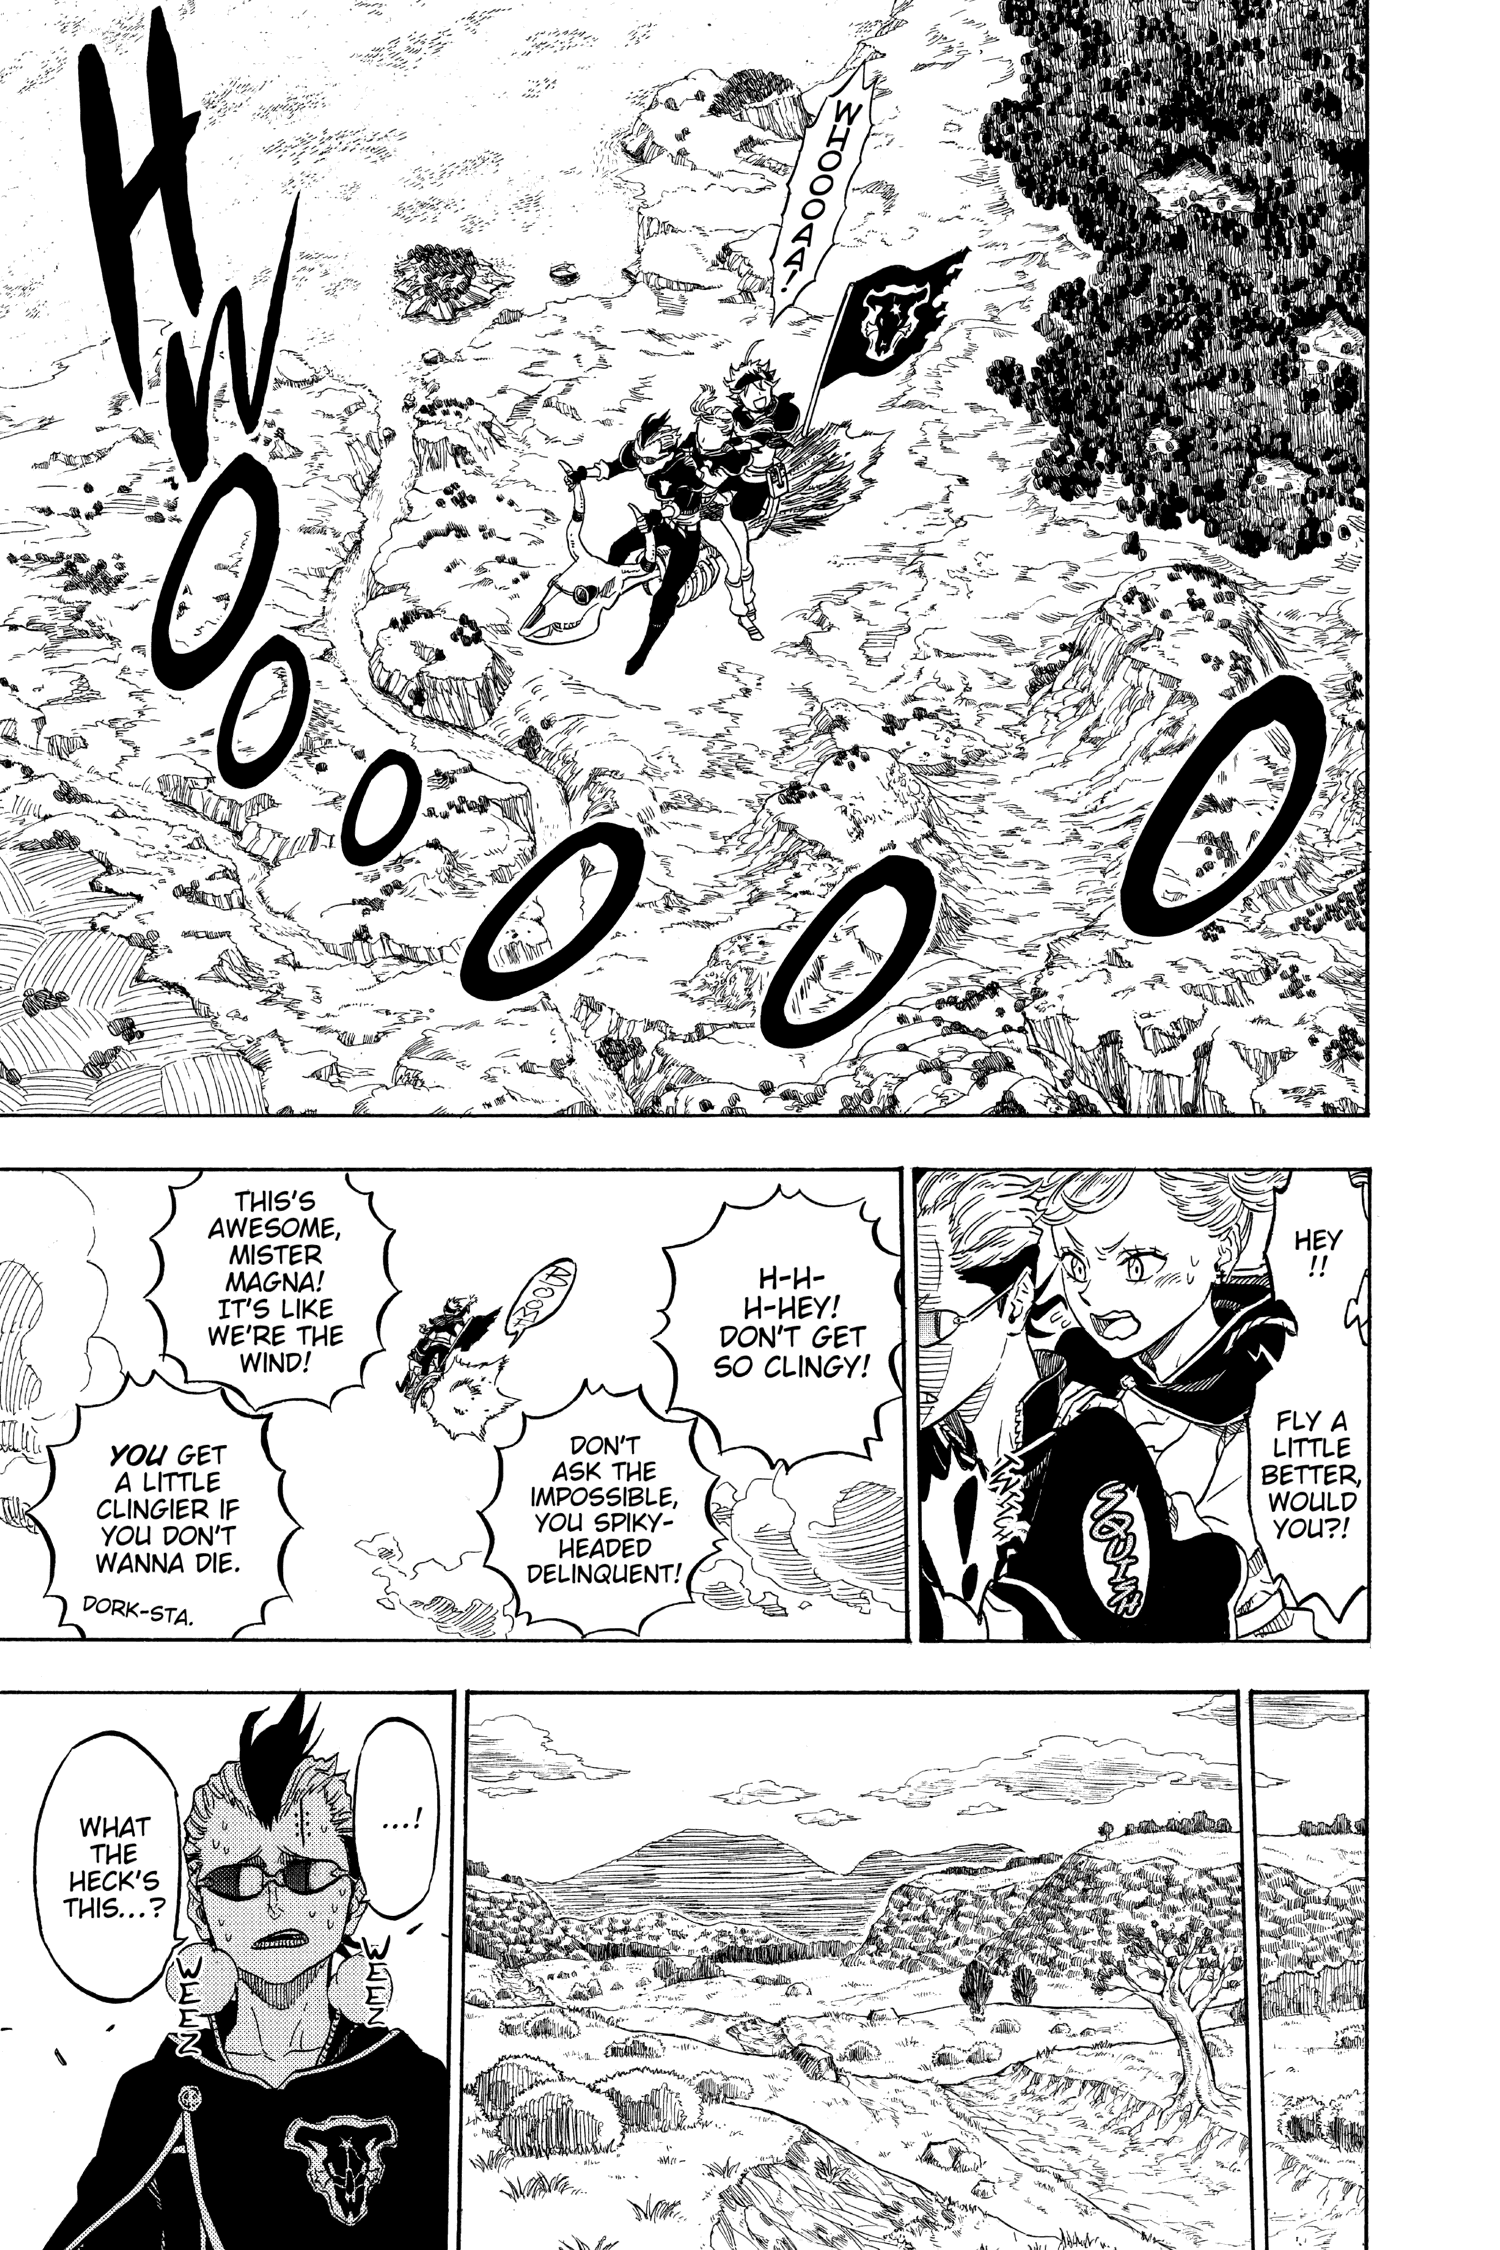 WHOOOOAA!
HWOOOOOO
HEY
!!
FLY A
LITTLE
BETTER,
WOULD
YOU?!
SQUISH
H-H-
H-HEY!
DON'T GET
SO CLINGY!
DON'T
ASK THE
IMPOSSIBLE,
YOU SPIKY-
HEADED
DELINQUENT!
THIS'S
AWESOME,
MISTER
MAGNA!
IT'S LIKE
WE'RE THE
WIND!
YOU GET
A LITTLE
CLINGIER IF
YOU DON'T
WANNA DIE.
DORK-STA.
...!
WHAT
THE
HECK'S
THIS...?
WEEZ
WEEZ